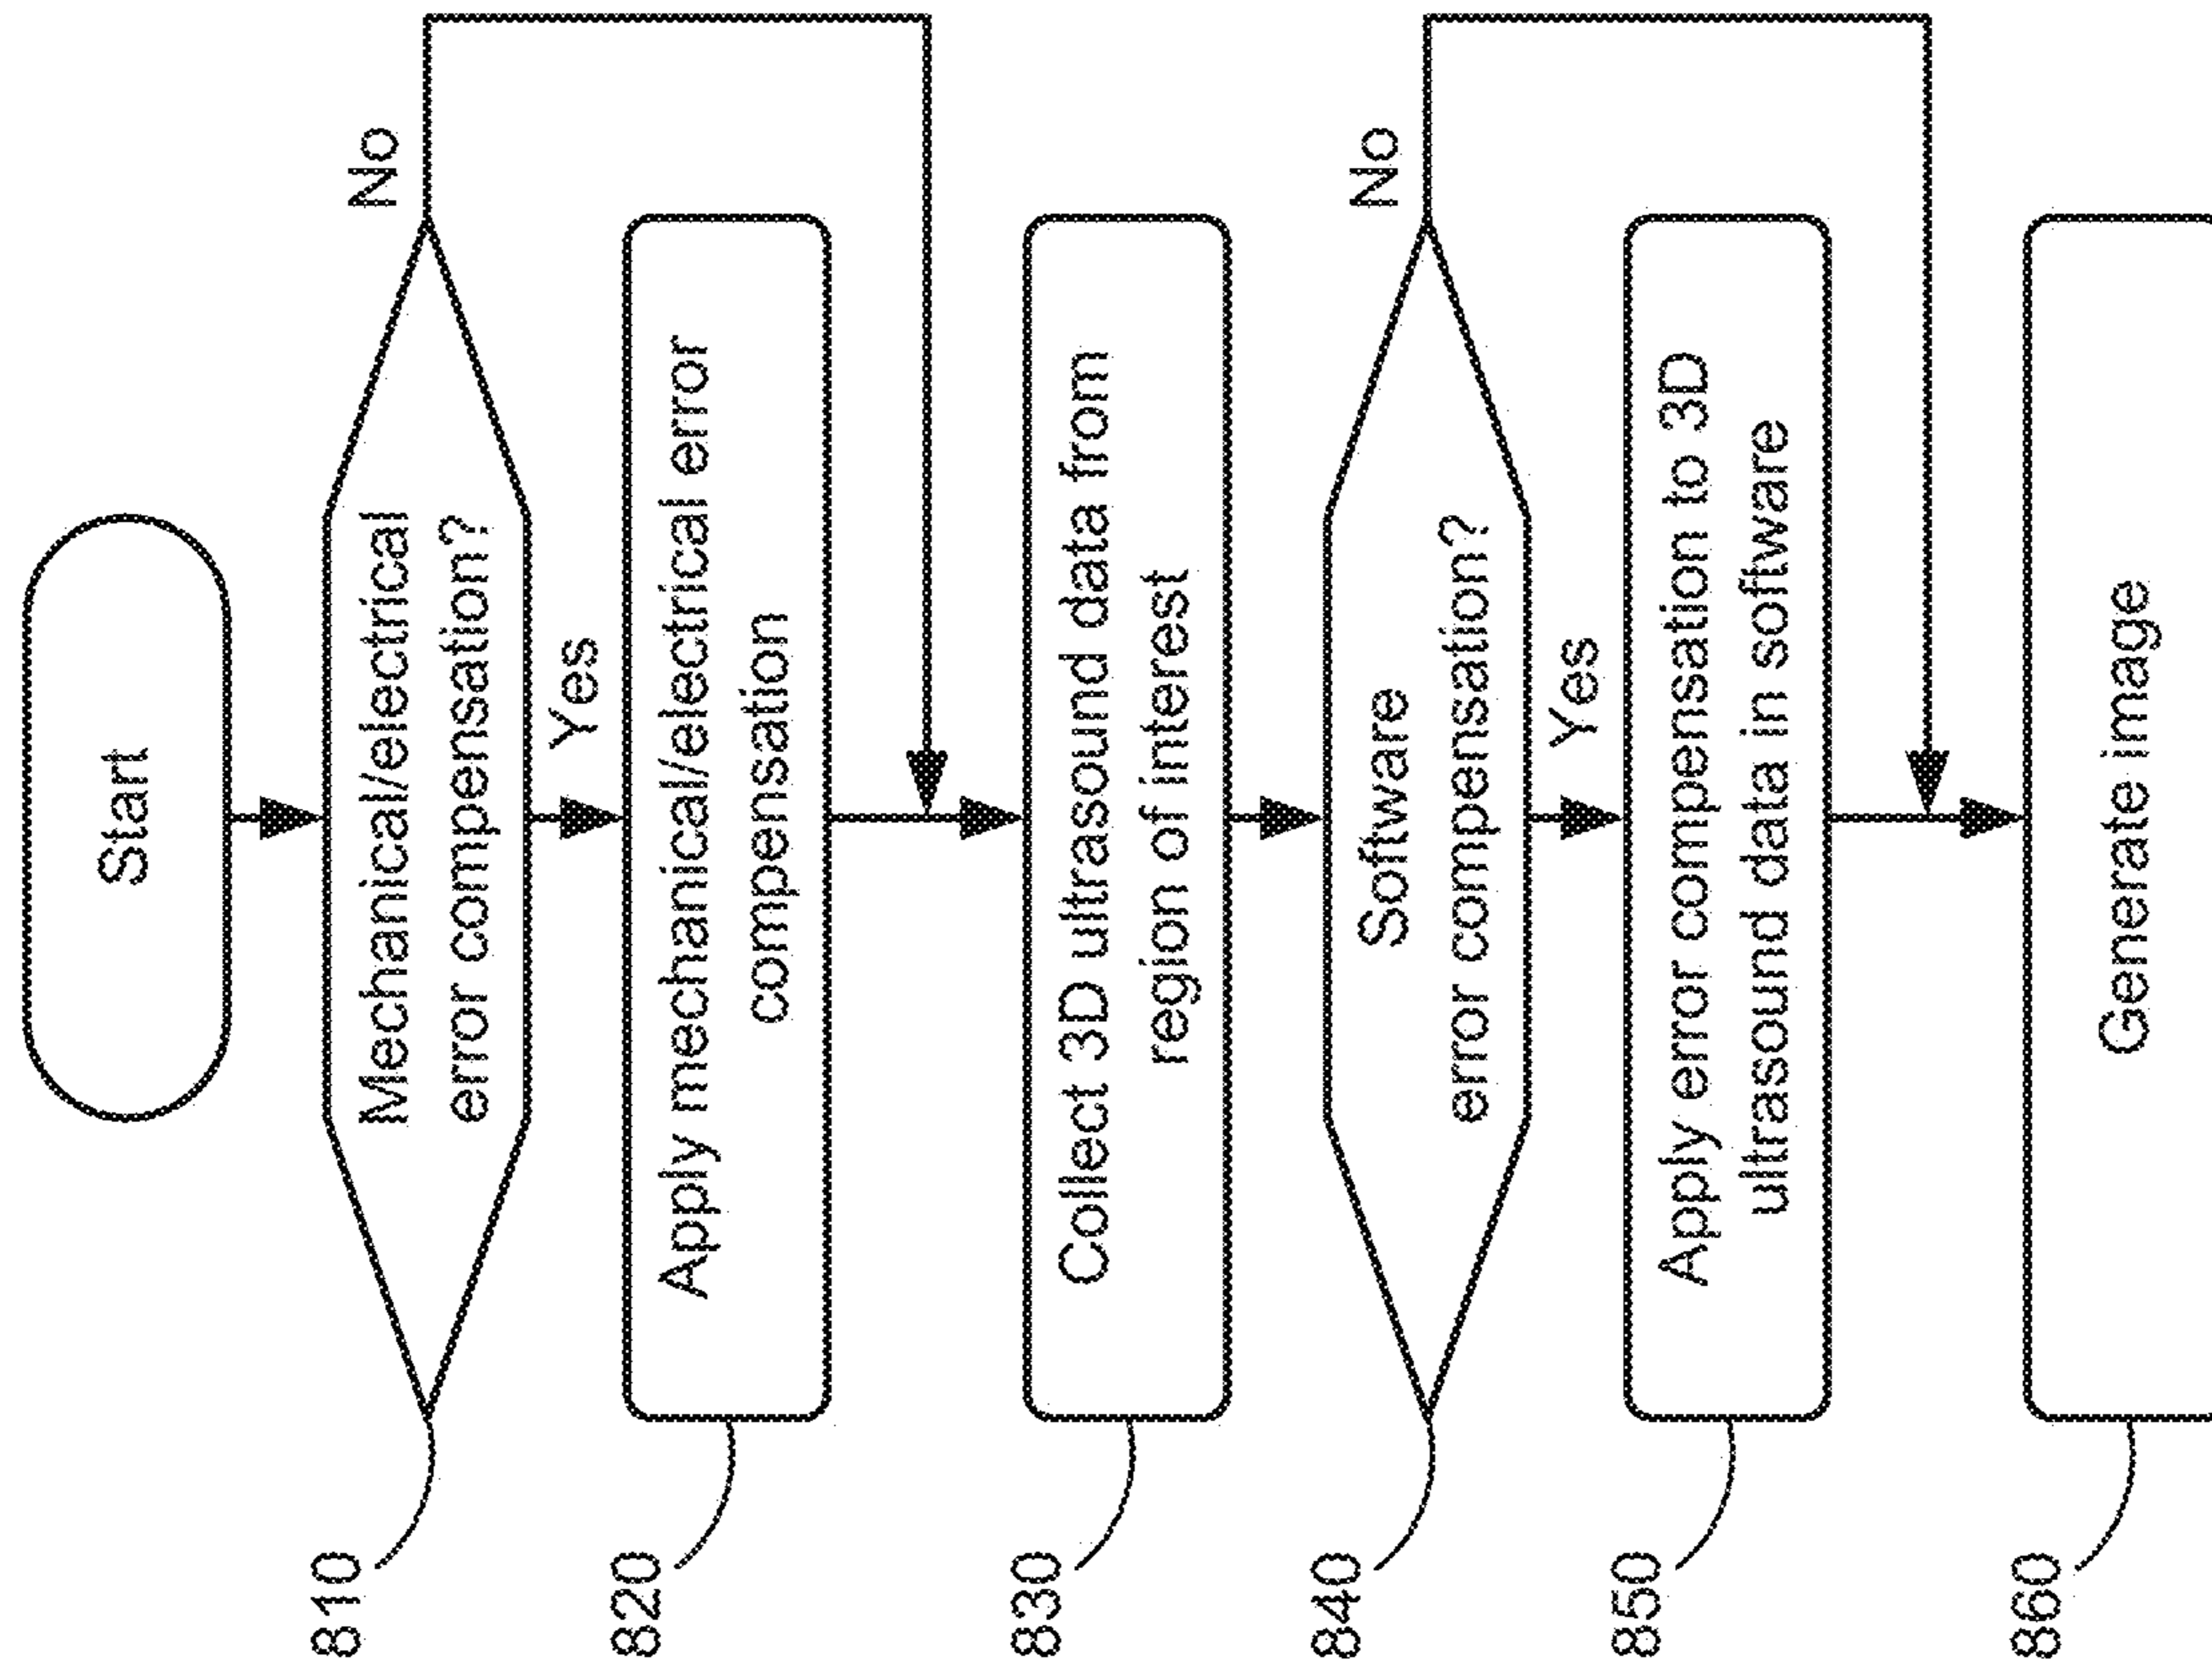 Start
810
Mechanical/electrical
error compensation?
No
Yes
820
Apply mechanical/electrical error
compensation
830
Collect 3D ultrasound data from
region of interest
840
Software
error compensation?
No
Yes
850
Apply error compensation to 3D
ultrasound data in software
860
Generate image